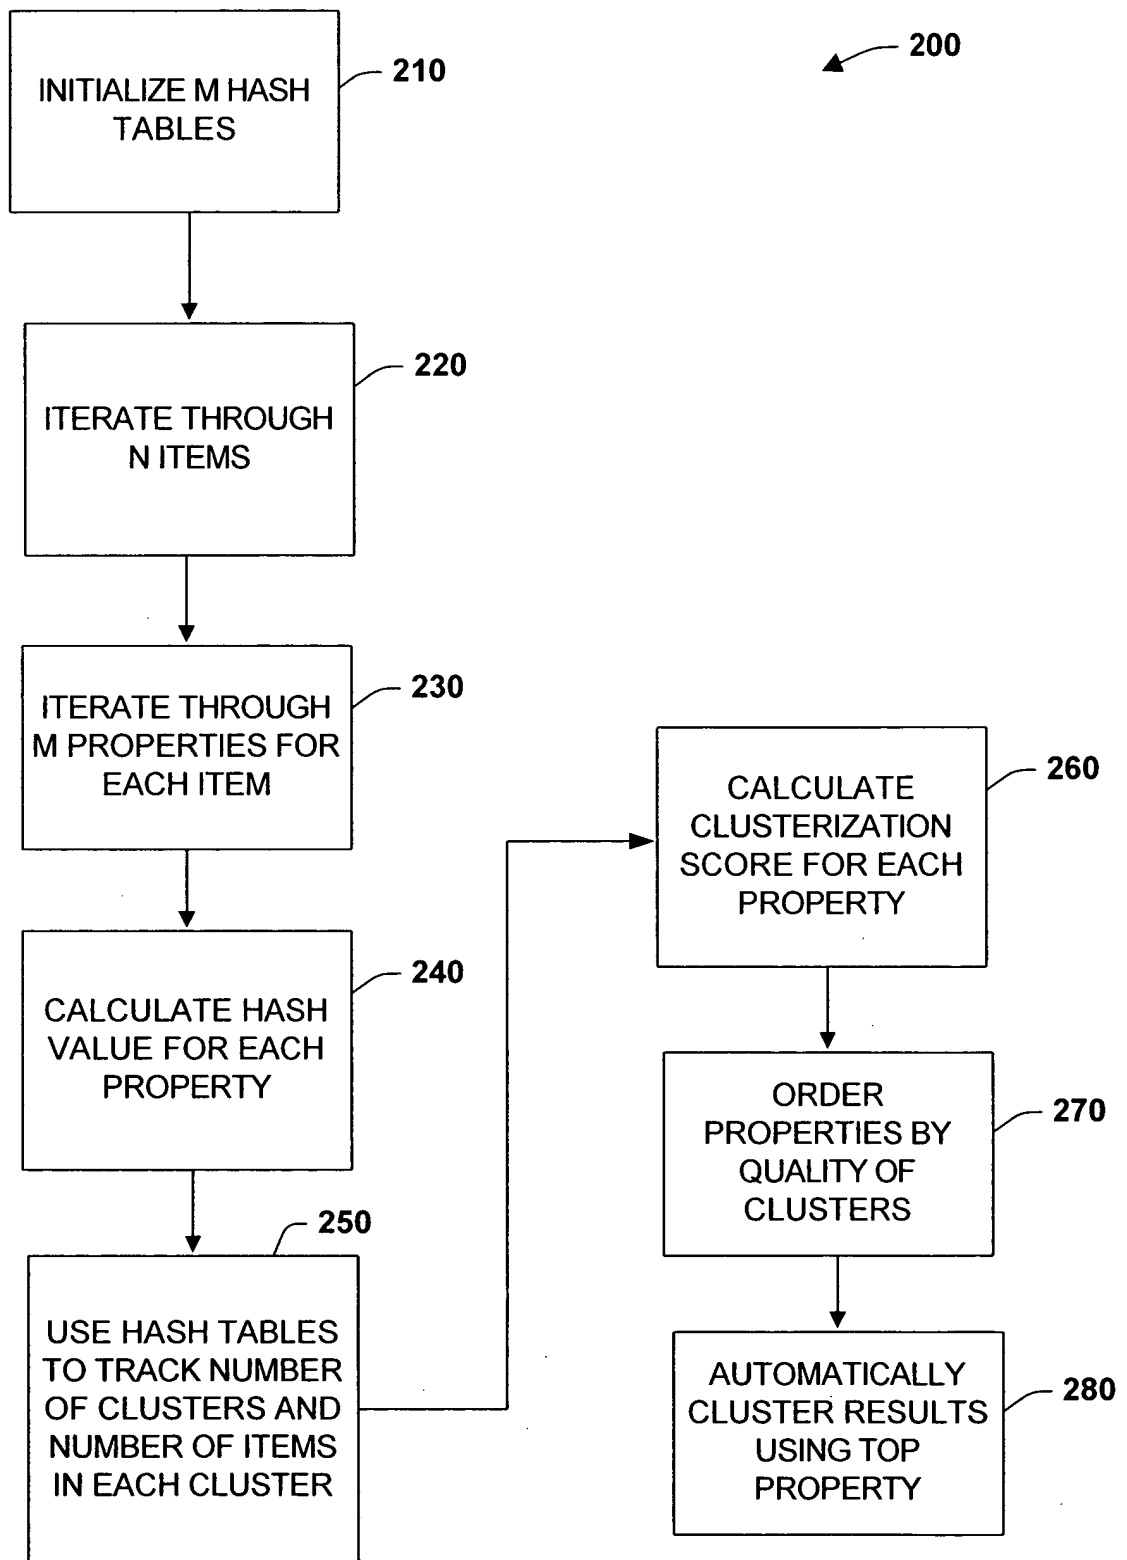 200
INITIALIZE M HASH
TABLES
210
ITERATE THROUGH
N ITEMS
220
ITERATE THROUGH
M PROPERTIES FOR
EACH ITEM
230
CALCULATE HASH
VALUE FOR EACH
PROPERTY
240
USE HASH TABLES
TO TRACK NUMBER
OF CLUSTERS AND
NUMBER OF ITEMS
IN EACH CLUSTER
250
CALCULATE
CLUSTERIZATION
SCORE FOR EACH
PROPERTY
260
ORDER
PROPERTIES BY
QUALITY OF
CLUSTERS
270
AUTOMATICALLY
CLUSTER RESULTS
USING TOP
PROPERTY
280